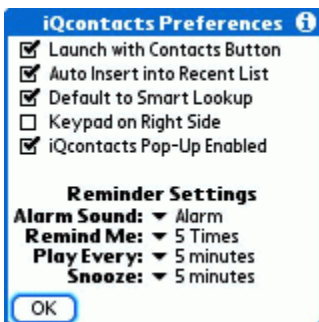 iQcontacts Preferences
Launch with Contacts Button
Auto Insert into Recent List
Default to Smart Lookup
Keypad on Right Side
iQcontacts Pop-Up Enabled
Reminder Settings
Alarm Sound: Alarm
Remind Me: 5 Times
Play Every: 5 minutes
Snooze: 5 minutes
OK